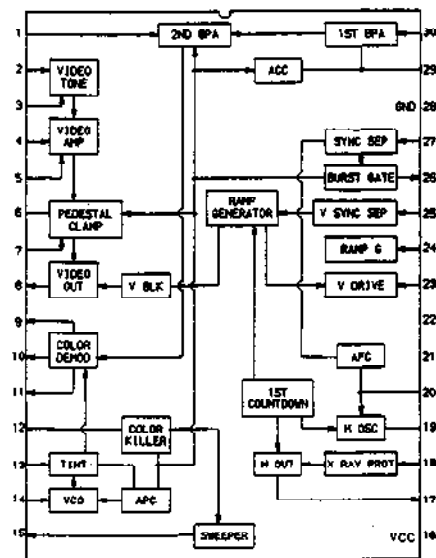 1 2ND BPA 1ST BPA 30
2 VIDEO TONE ACC 29
3 GND 28
4 VIDEO AMP SYNC SEP 27
5 BURST GATE 26
6 PEDESTAL CLAMP RAMP GENERATOR V SYNC SEP 25
7 RAMP G 24
8 VIDEO OUT V BLK V DRIVE 23
9 22
10 COLOR DEMOD AFC 21
11 1ST COUNTDOWN 20
12 COLOR KILLER H OSC 19
13 TINT H OUT X RAY PROT 18
14 VCO APC 17
15 SWEEPER VCC 16